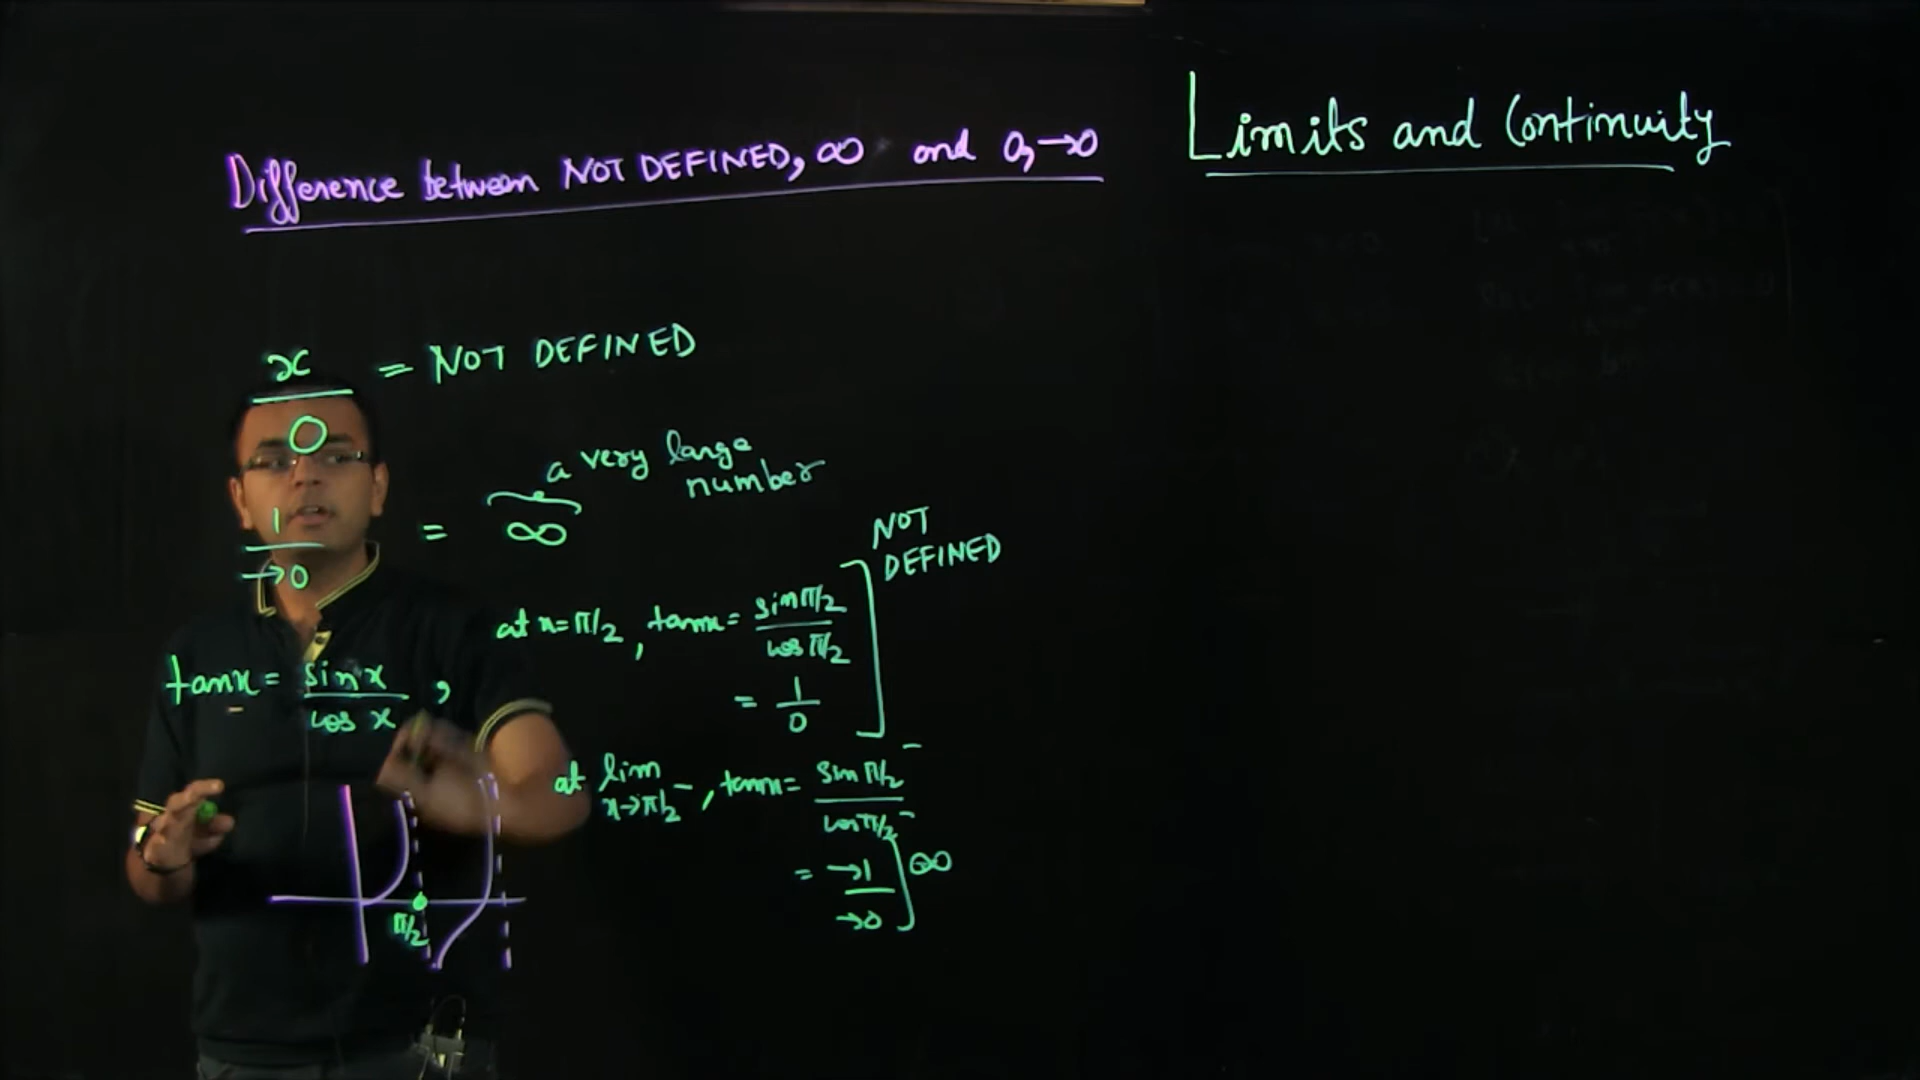 Limits and Continuity
Difference between NOT DEFINED, ∞ and 0, →0
x/0 = NOT DEFINED
a very large
number
1/→0 = ∞
NOT
DEFINED
at x=π/2, tanx = sinπ/2 / cosπ/2
= 1/0
tanx = sinx / cos x ,
at lim x→π/2⁻, tanx = sinπ/2⁻ / cosπ/2⁻
= →1/→0 ∞
π/2